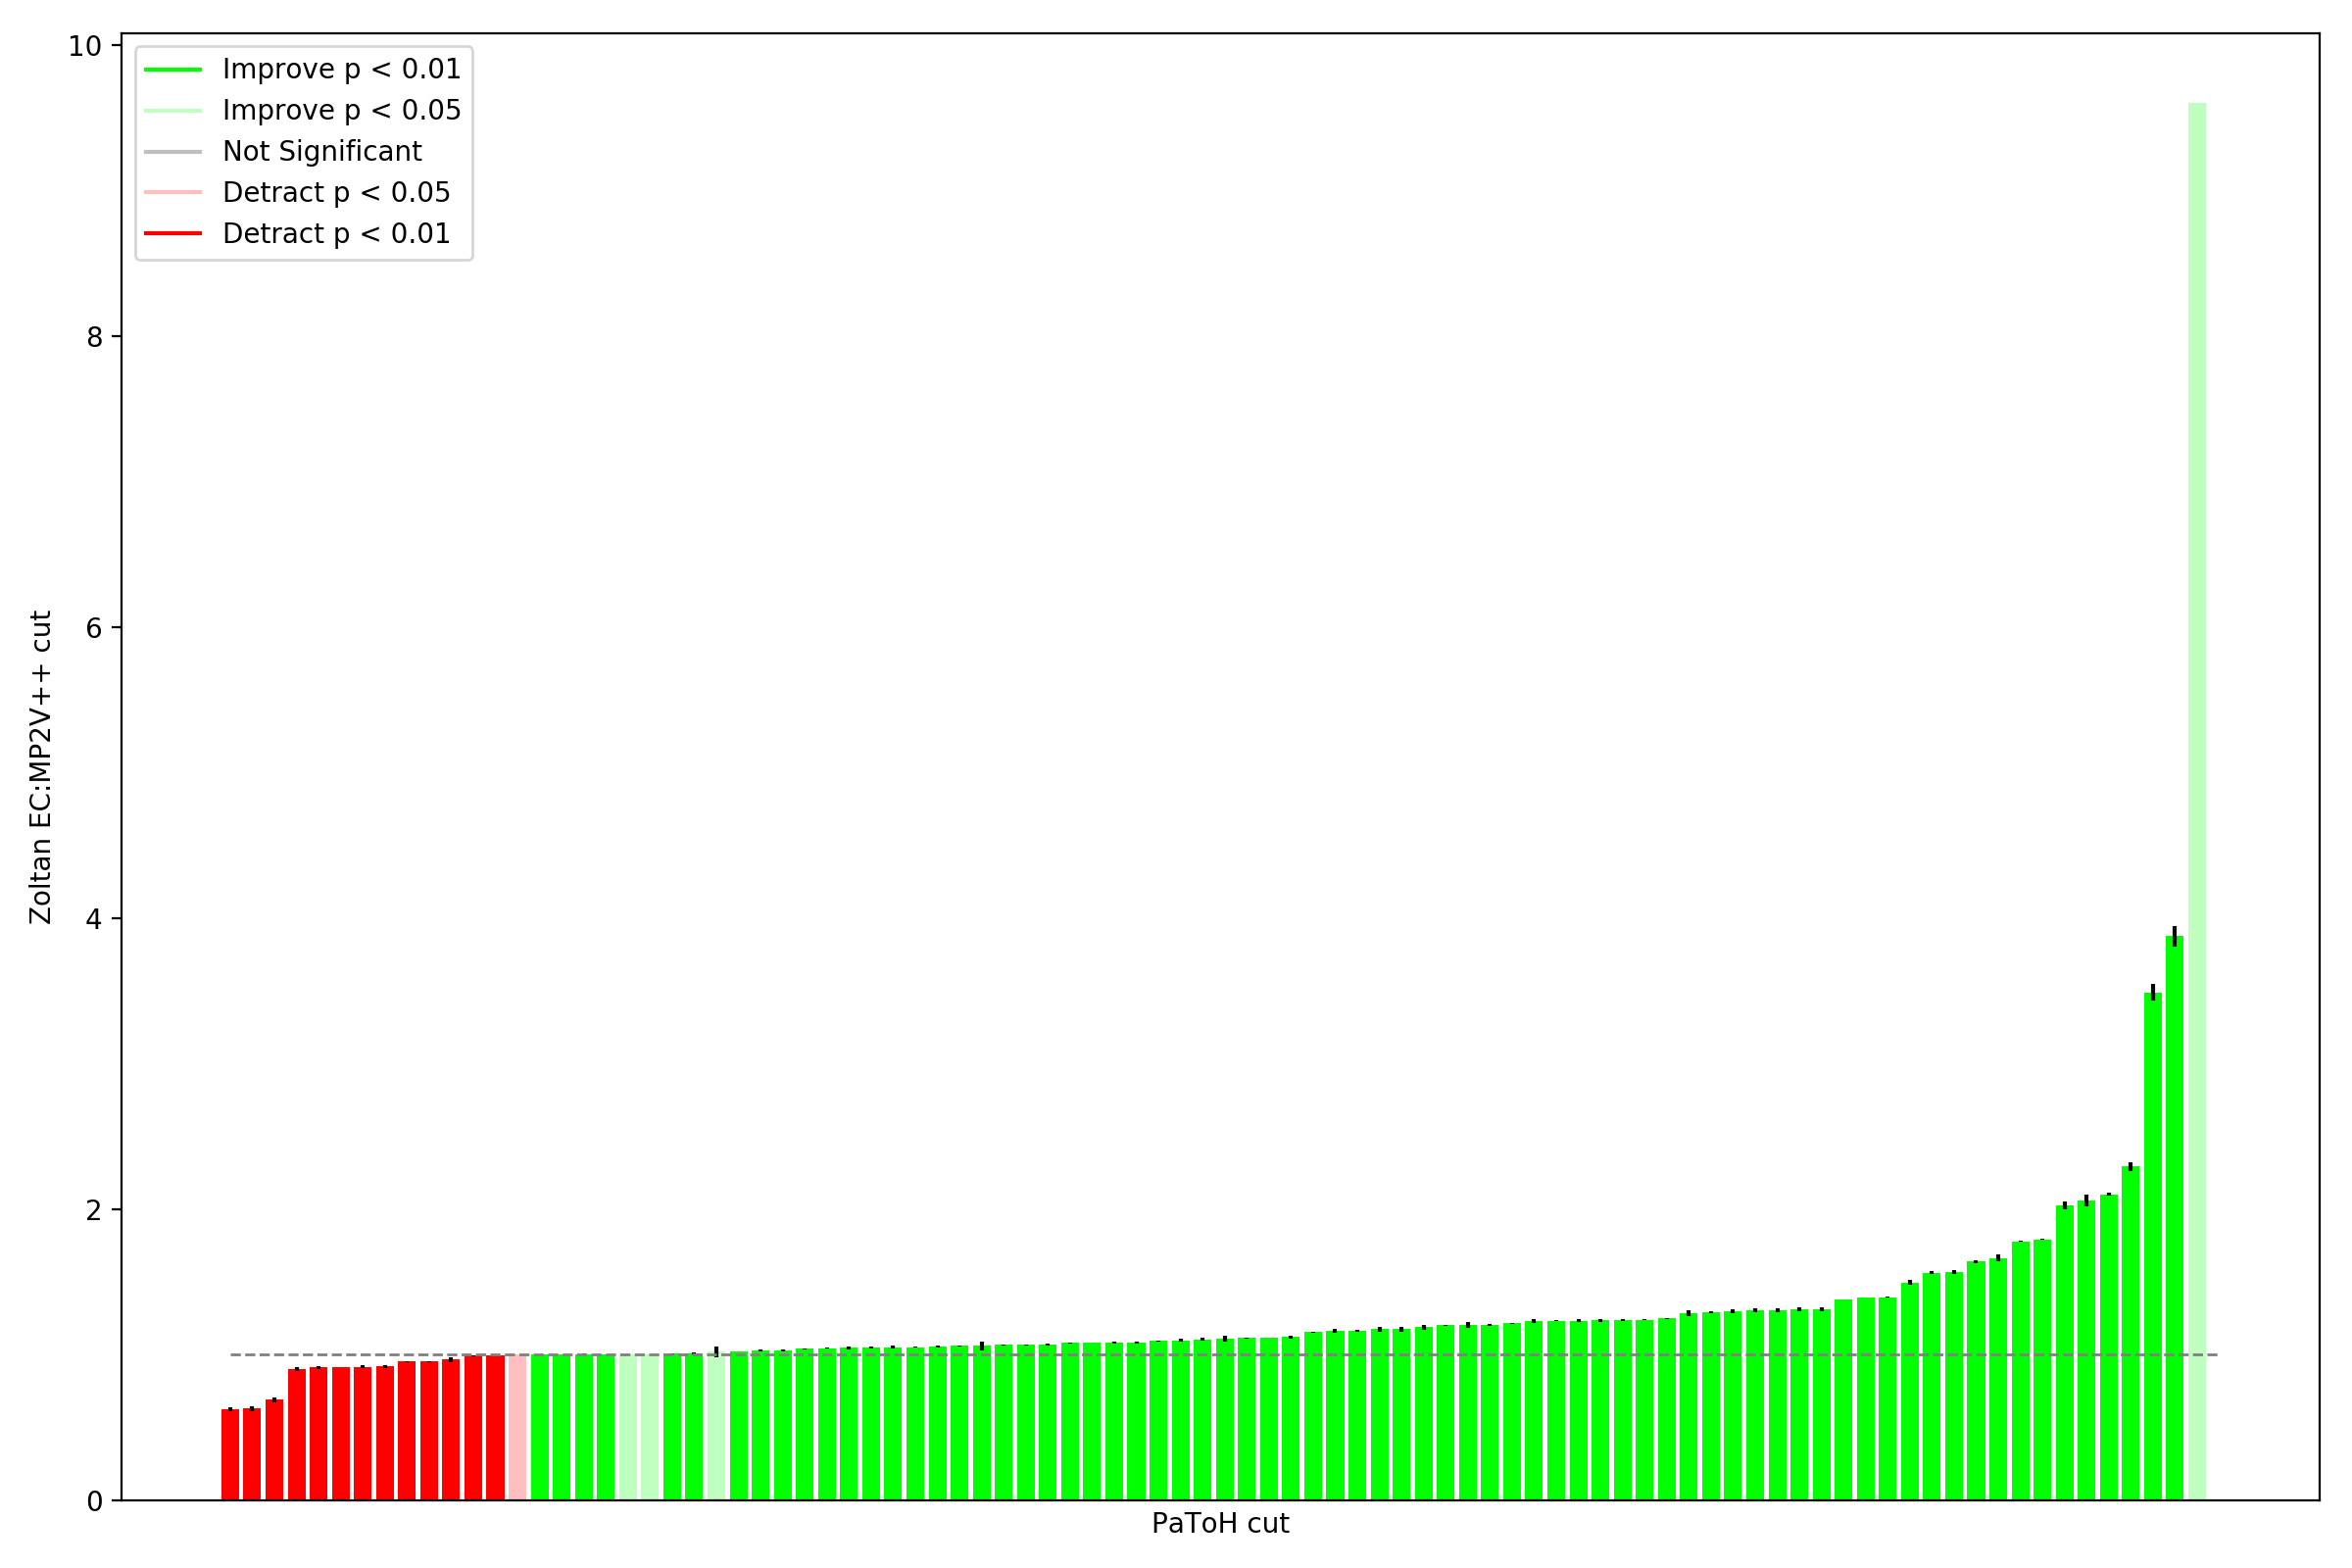 10
8
6
4
2
0
Improve p < 0.01
Improve p < 0.05
Not Significant
Detract p < 0.05
Detract p < 0.01
Zoltan EC:MP2V++ cut
PaToH cut